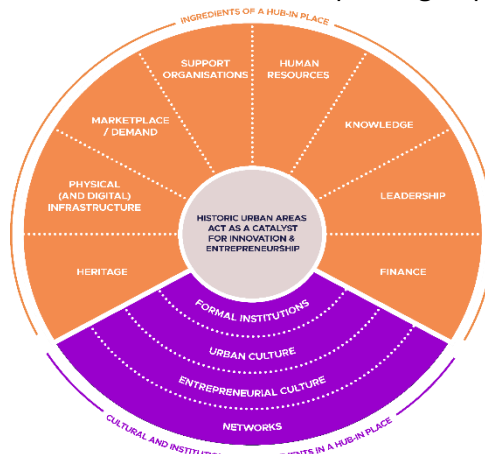 INGREDIENTS OF A HUB-IN PLACE
SUPPORT
ORGANISATIONS
HUMAN
RESOURCES
MARKETPLACE
/ DEMAND
KNOWLEDGE
PHYSICAL
(AND DIGITAL)
INFRASTRUCTURE
LEADERSHIP
HERITAGE
FINANCE
HISTORIC URBAN AREAS
ACT AS A CATALYST
FOR INNOVATION &
ENTREPRENEURSHIP
FORMAL INSTITUTIONS
URBAN CULTURE
ENTREPRENEURIAL CULTURE
NETWORKS
CULTURAL AND IN A HUB-IN PLACE